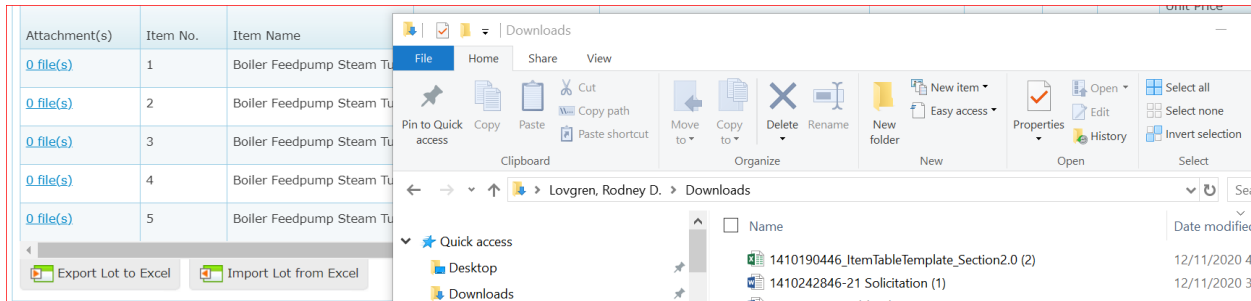 Unit Price
Attachment(s) Item No. Item Name
0 file(s) 1 Boiler Feedpump Steam Tu
0 file(s) 2 Boiler Feedpump Steam Tu
0 file(s) 3 Boiler Feedpump Steam Tu
0 file(s) 4 Boiler Feedpump Steam Tu
0 file(s) 5 Boiler Feedpump Steam Tu
Export Lot to Excel Import Lot from Excel
Downloads
File Home Share View
Pin to Quick access
Copy
Paste
Cut
Copy path
Paste shortcut
Clipboard
Move to
Copy to
Delete
Rename
Organize
New folder
New item
Easy access
New
Properties
Open
Edit
History
Open
Select all
Select none
Invert selection
Select
Lovgren, Rodney D. > Downloads
Sea
Quick access
Desktop
Downloads
Name Date modified
1410190446_ItemTableTemplate_Section2.0 (2) 12/11/2020 4
1410242846-21 Solicitation (1) 12/11/2020 3